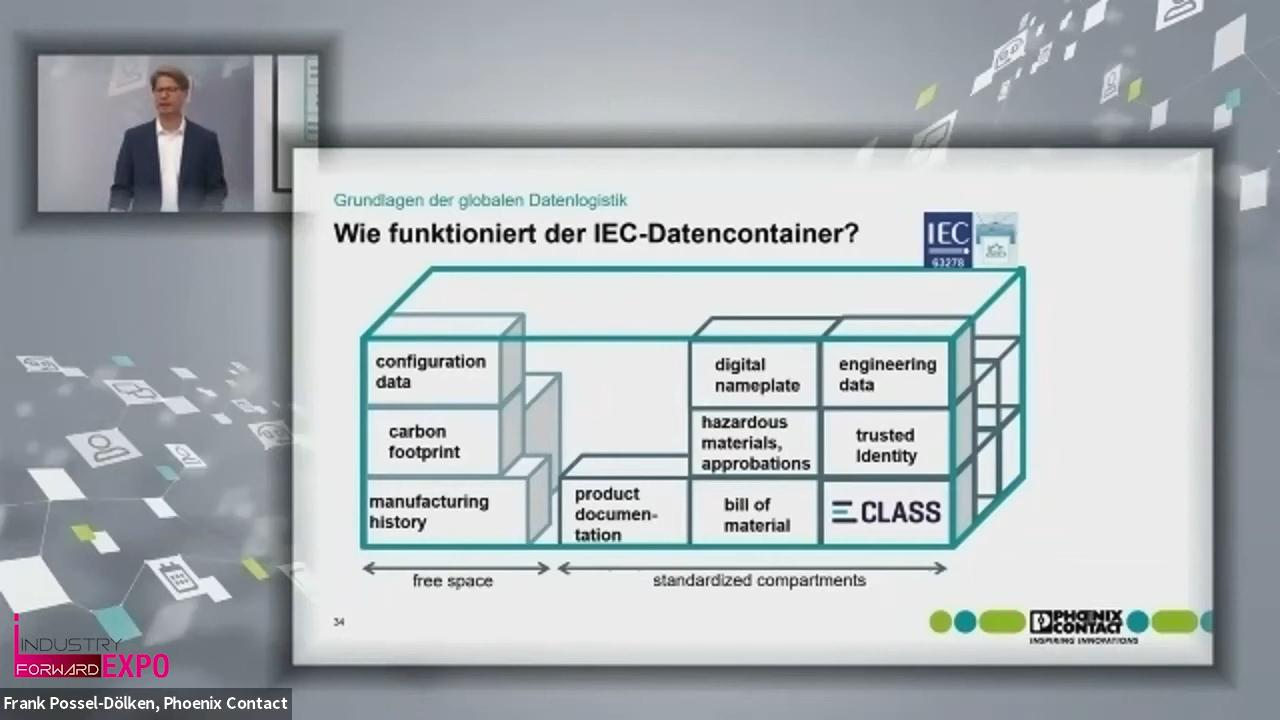 Grundlagen der globalen Datenlogistik
Wie funktioniert der IEC-Datencontainer?
IEC
63278
configuration
data
carbon
footprint
manufacturing
history
product
documen-
tation
digital
nameplate
hazardous
materials,
approbations
bill of
material
engineering
data
trusted
Identity
ECLASS
free space
standardized compartments
34
PHŒNIX
CONTACT
INSPIRING INNOVATIONS
INDUSTRY
FORWARD EXPO
Frank Possel-Dölken, Phoenix Contact